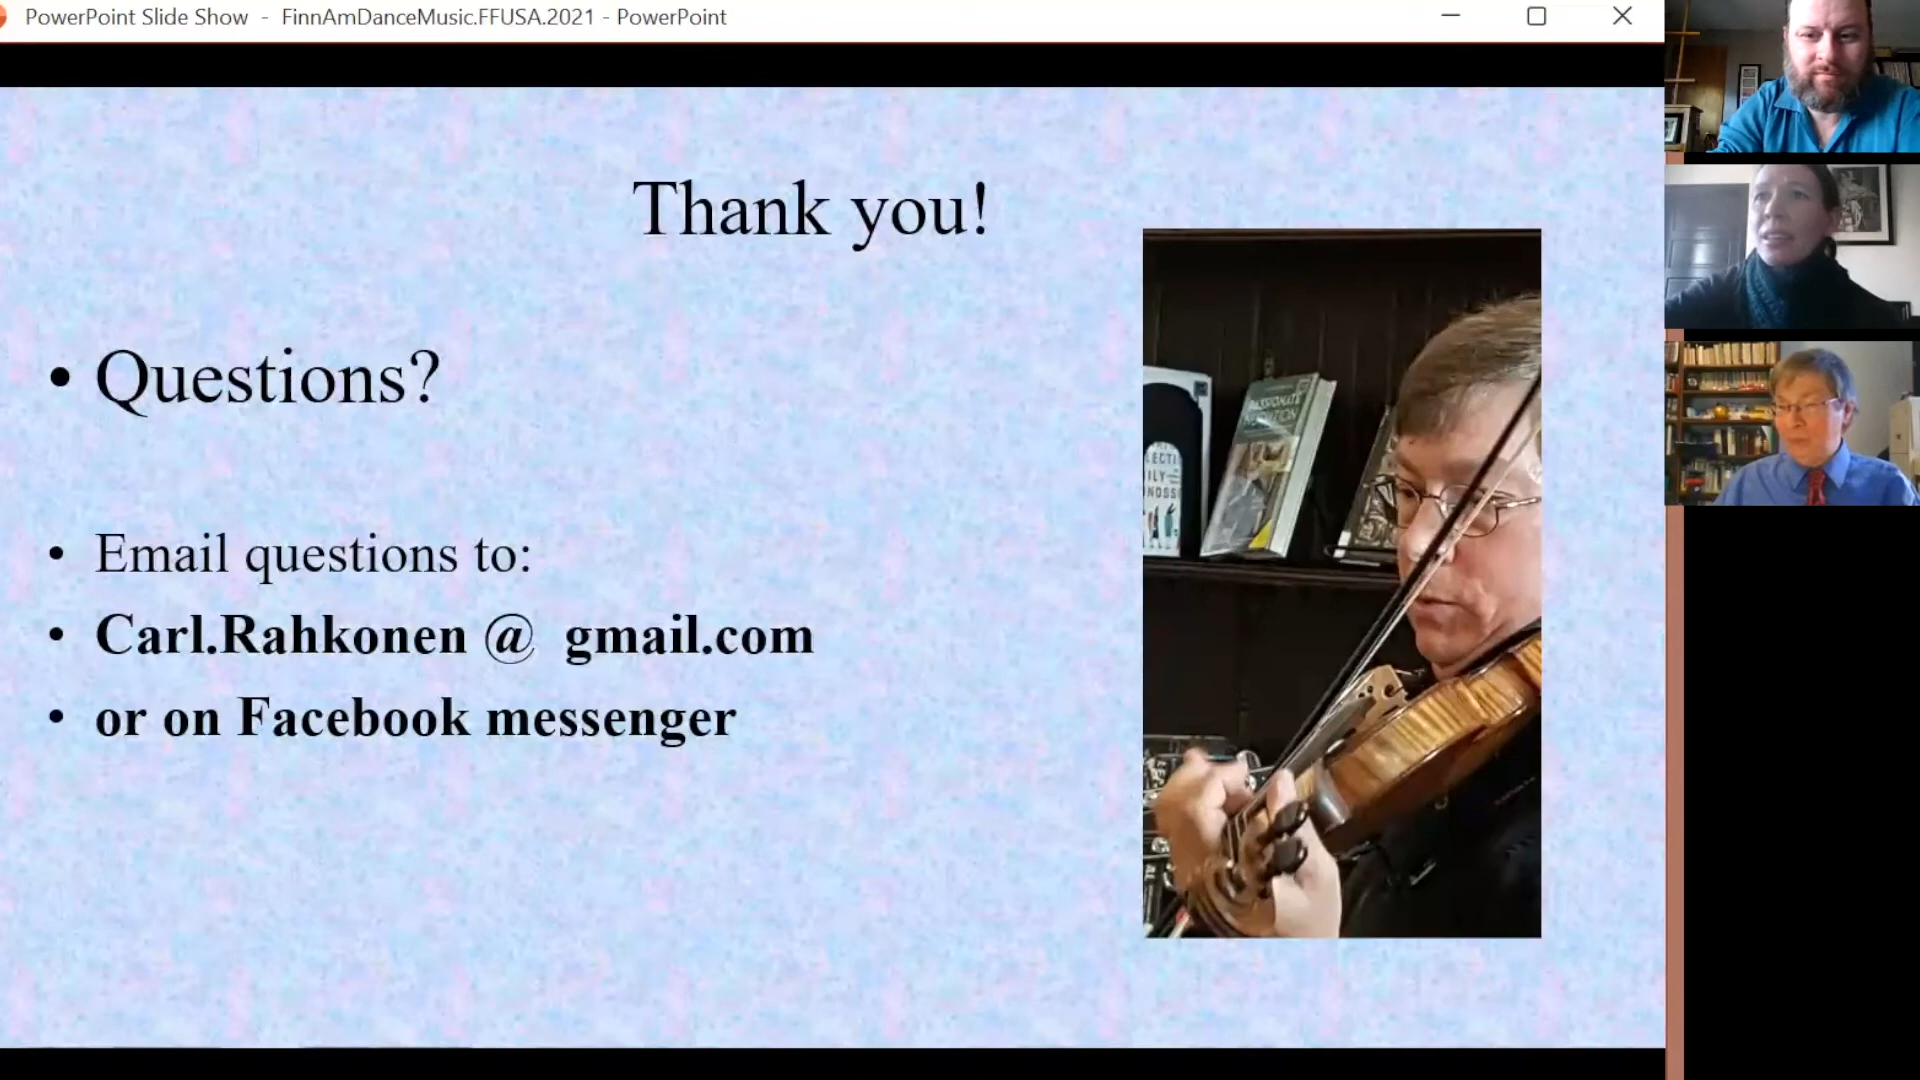 PowerPoint Slide Show - FinnAmDanceMusic.FFUSA.2021 - PowerPoint
Thank you!
• Questions?
• Email questions to:
• Carl.Rahkonen @ gmail.com
• or on Facebook messenger
PASSIONATE